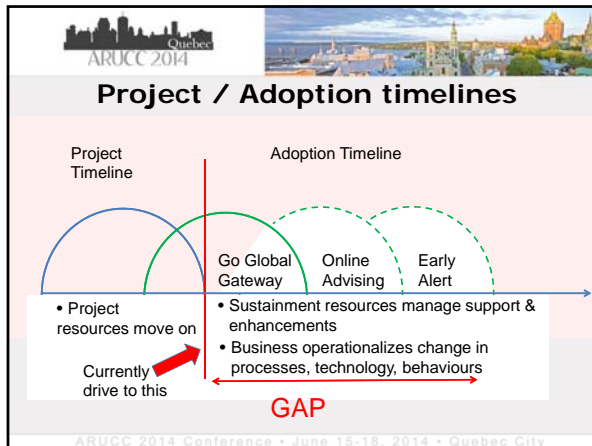 Quebec
ARUCC 2014
Project / Adoption timelines
Project
Timeline
Adoption Timeline
Go Global
Gateway
Online
Advising
Early
Alert
• Project
resources move on
• Sustainment resources manage support &
enhancements
• Business operationalizes change in
processes, technology, behaviours
Currently
drive to this
GAP
ARUCC 2014 Conference • June 15-18, 2014 • Quebec City